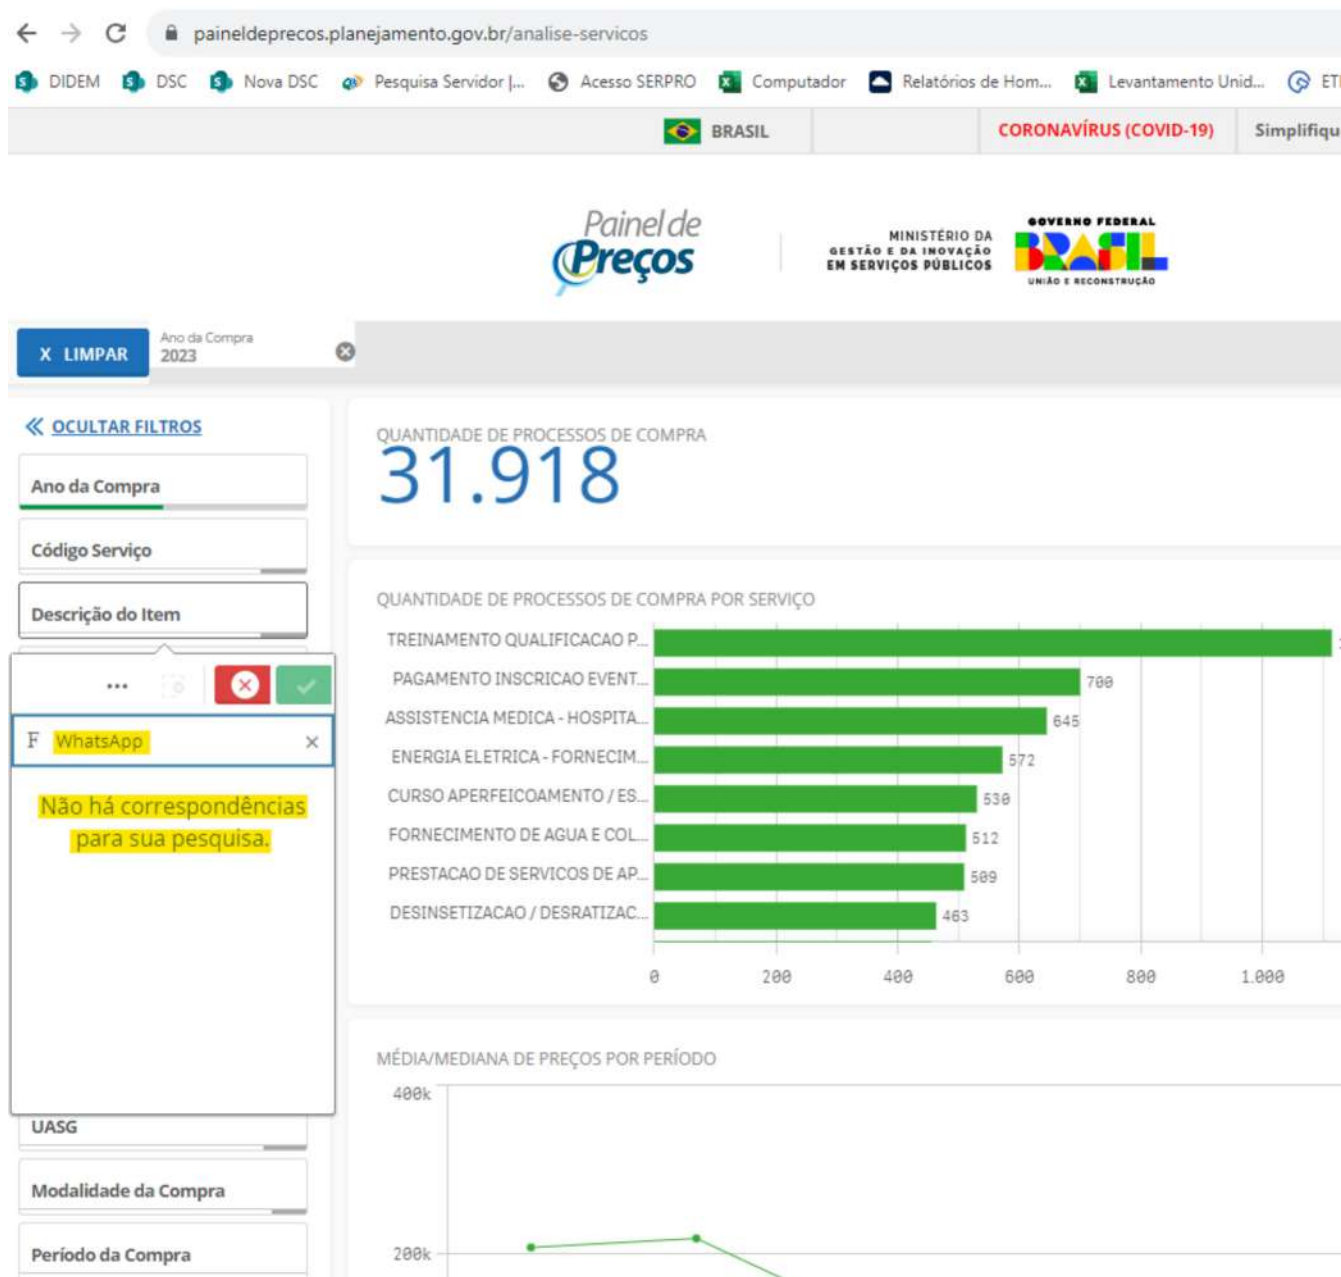 paineldeprecos.planejamento.gov.br/analise-servicos
DIDEM DSC Nova DSC Pesquisa Servidor |... Acesso SERPRO Computador Relatórios de Hom... Levantamento Unid...
BRASIL CORONAVÍRUS (COVID-19) Simplifiqu
Painel de
Preços
MINISTÉRIO DA
GESTÃO E DA INOVAÇÃO
EM SERVIÇOS PÚBLICOS
GOVERNO FEDERAL
BRASIL
UNIÃO E RECONSTRUÇÃO
X LIMPAR
Ano da Compra
2023
OCULTAR FILTROS
Ano da Compra
Código Serviço
Descrição do Item
...
F WhatsApp ×
Não há correspondências
para sua pesquisa.
UASG
Modalidade da Compra
Período da Compra
QUANTIDADE DE PROCESSOS DE COMPRA
31.918
QUANTIDADE DE PROCESSOS DE COMPRA POR SERVIÇO
TREINAMENTO QUALIFICACAO P...
PAGAMENTO INSCRICAO EVENT... 700
ASSISTENCIA MEDICA - HOSPITA... 645
ENERGIA ELETRICA - FORNECIM... 572
CURSO APERFEICOAMENTO / ES... 530
FORNECIMENTO DE AGUA E COL... 512
PRESTACAO DE SERVICOS DE AP... 509
DESINSETIZACAO / DESRATIZAC... 463
0 200 400 600 800 1.000
MÉDIA/MEDIANA DE PREÇOS POR PERÍODO
400k
200k